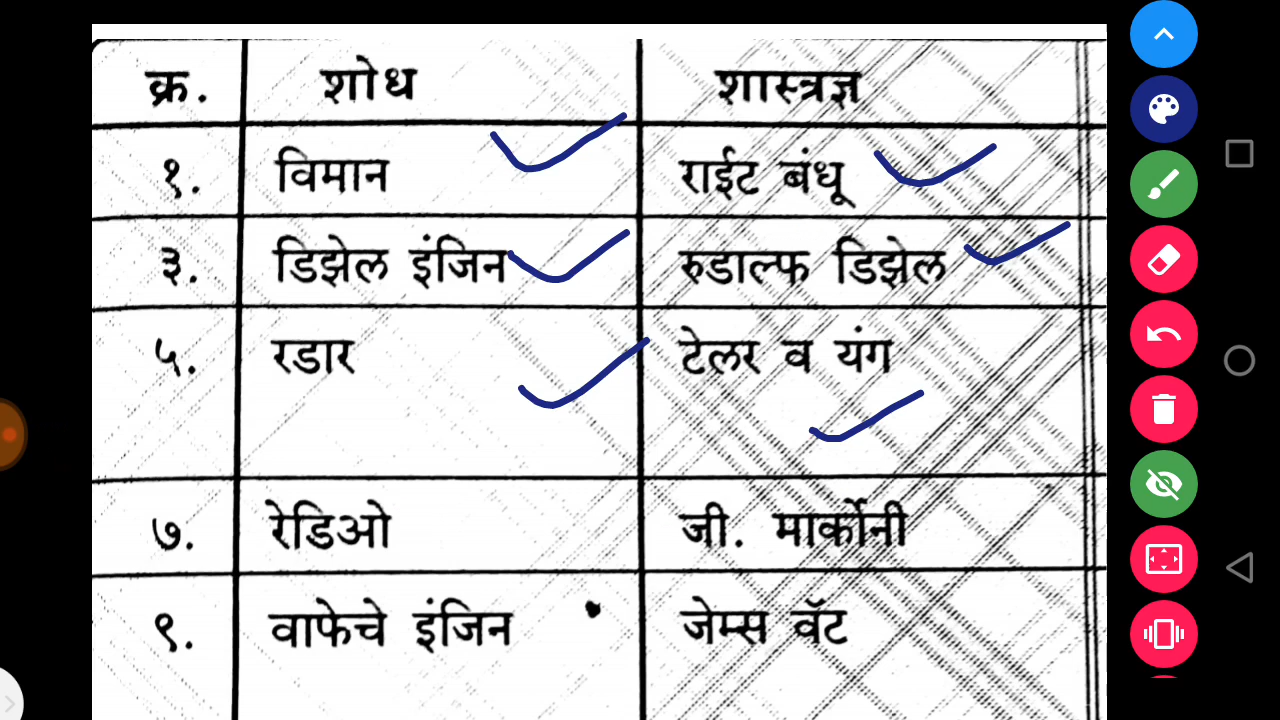 क्र. शोध शास्त्रज्ञ
१. विमान राईट बंधू
३. डिझेल इंजिन रुडाल्फ डिझेल
५. रडार टेलर व यंग
७. रेडिओ जी. मार्कोनी
९. वाफेचे इंजिन जेम्स वॅट